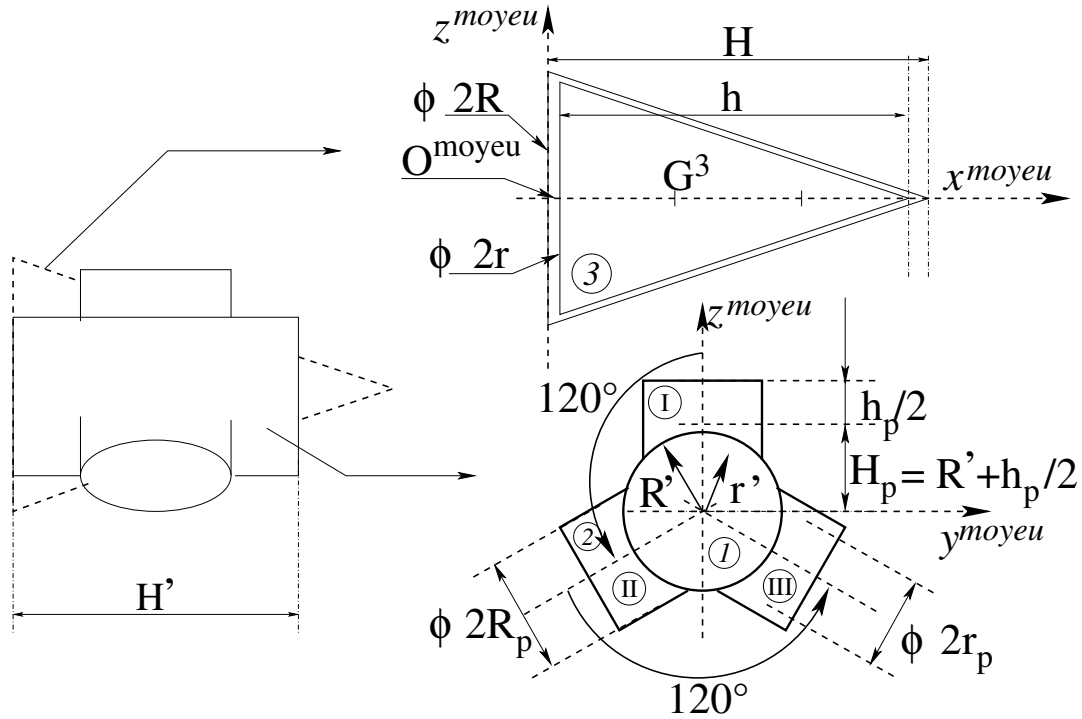 z^moyeu
H
ϕ 2R
h
O^moyeu
G³
x^moyeu
ϕ 2r
3
z^moyeu
120°
I
h_p/2
H_p = R'+h_p/2
R'
r'
y^moyeu
2
1
II
III
H'
ϕ 2R_p
ϕ 2r_p
120°